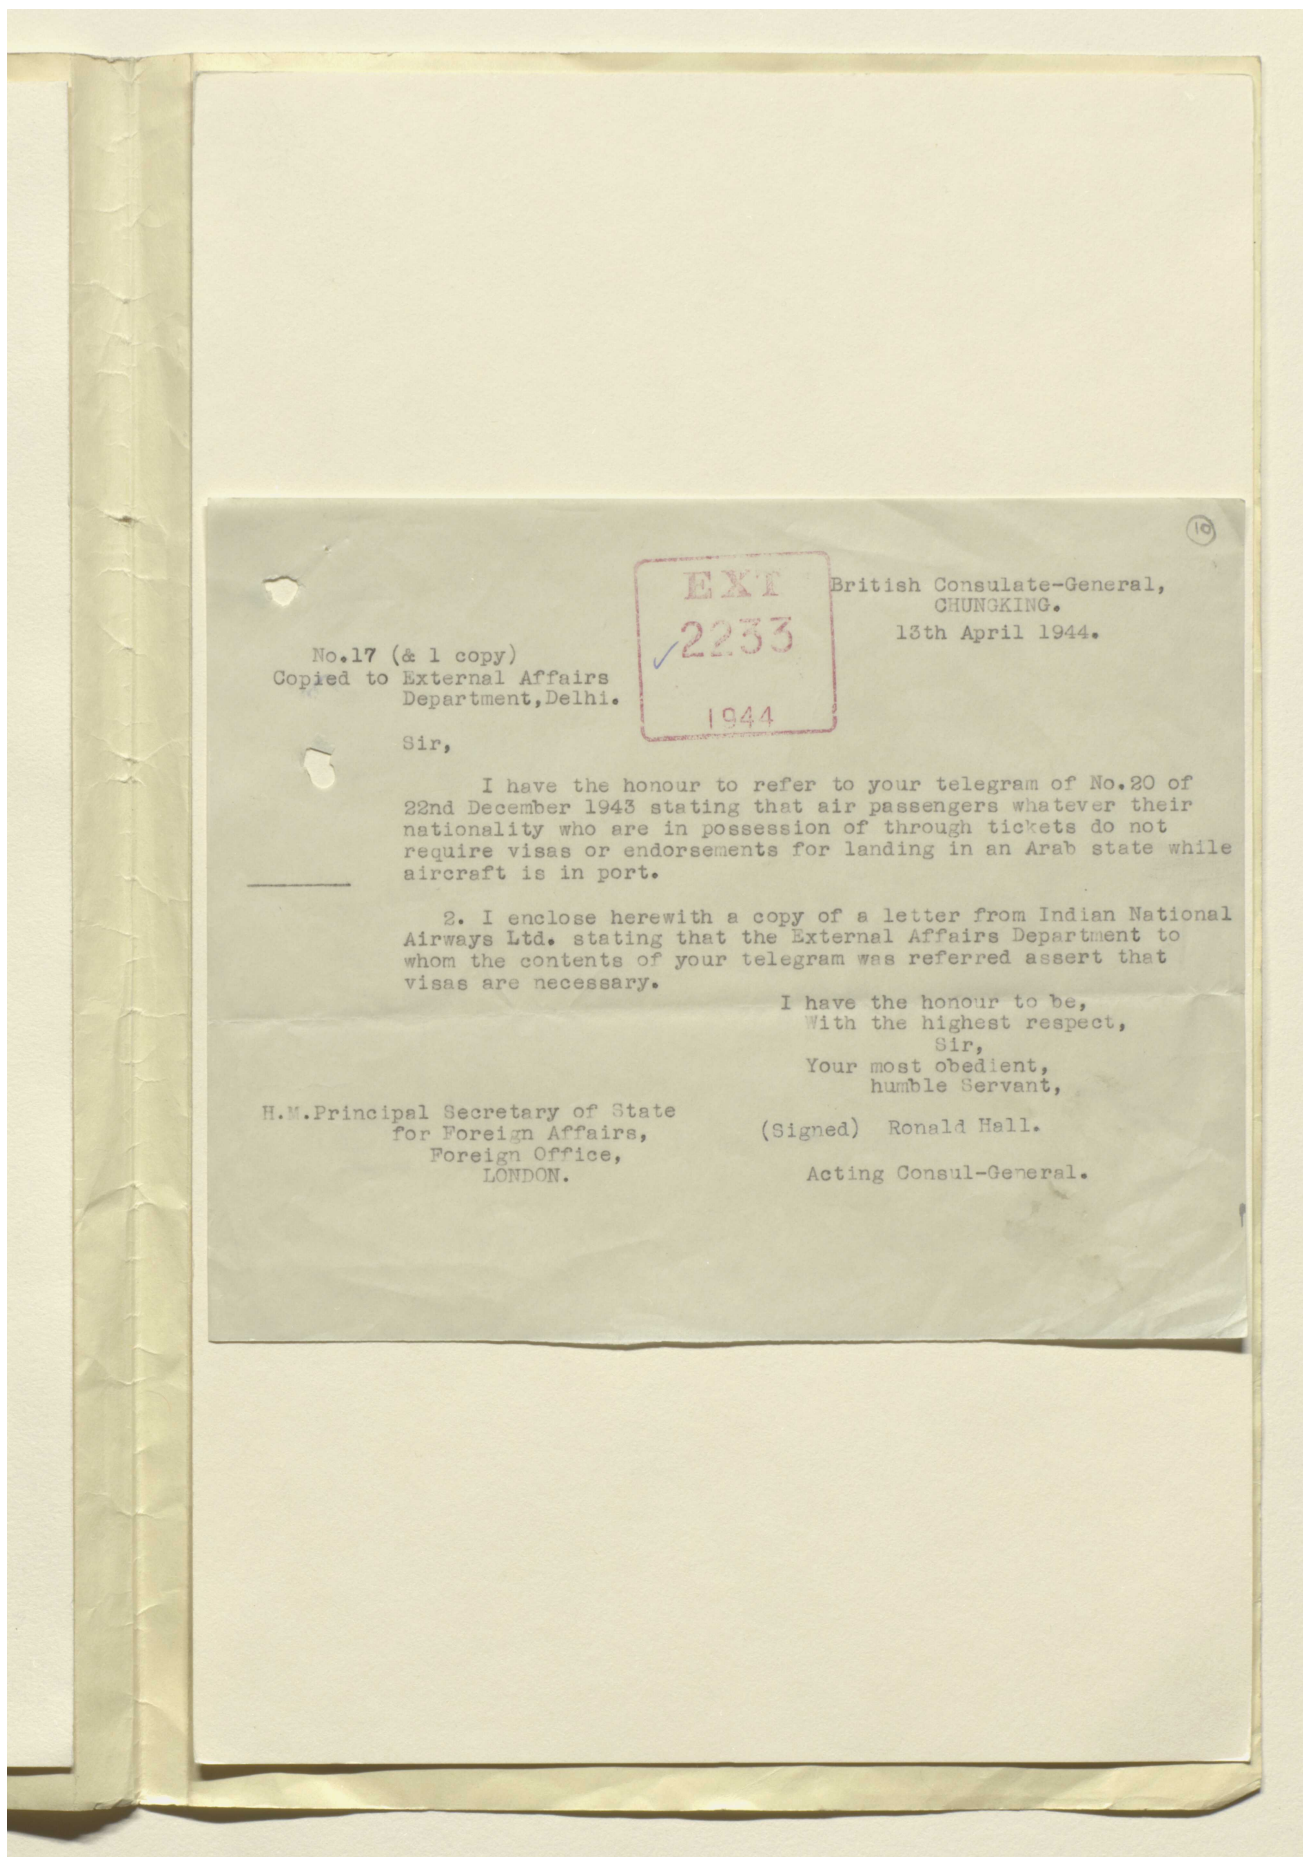 10
EXT
2233
1944
British Consulate-General,
CHUNGKING.
13th April 1944.
No.17 (& 1 copy)
Copied to External Affairs
Department,Delhi.
Sir,
I have the honour to refer to your telegram of No.20 of
22nd December 1943 stating that air passengers whatever their
nationality who are in possession of through tickets do not
require visas or endorsements for landing in an Arab state while
aircraft is in port.
2. I enclose herewith a copy of a letter from Indian National
Airways Ltd. stating that the External Affairs Department to
whom the contents of your telegram was referred assert that
visas are necessary.
I have the honour to be,
With the highest respect,
Sir,
Your most obedient,
humble Servant,
H.M.Principal Secretary of State
for Foreign Affairs,
Foreign Office,
LONDON.
(Signed) Ronald Hall.
Acting Consul-General.